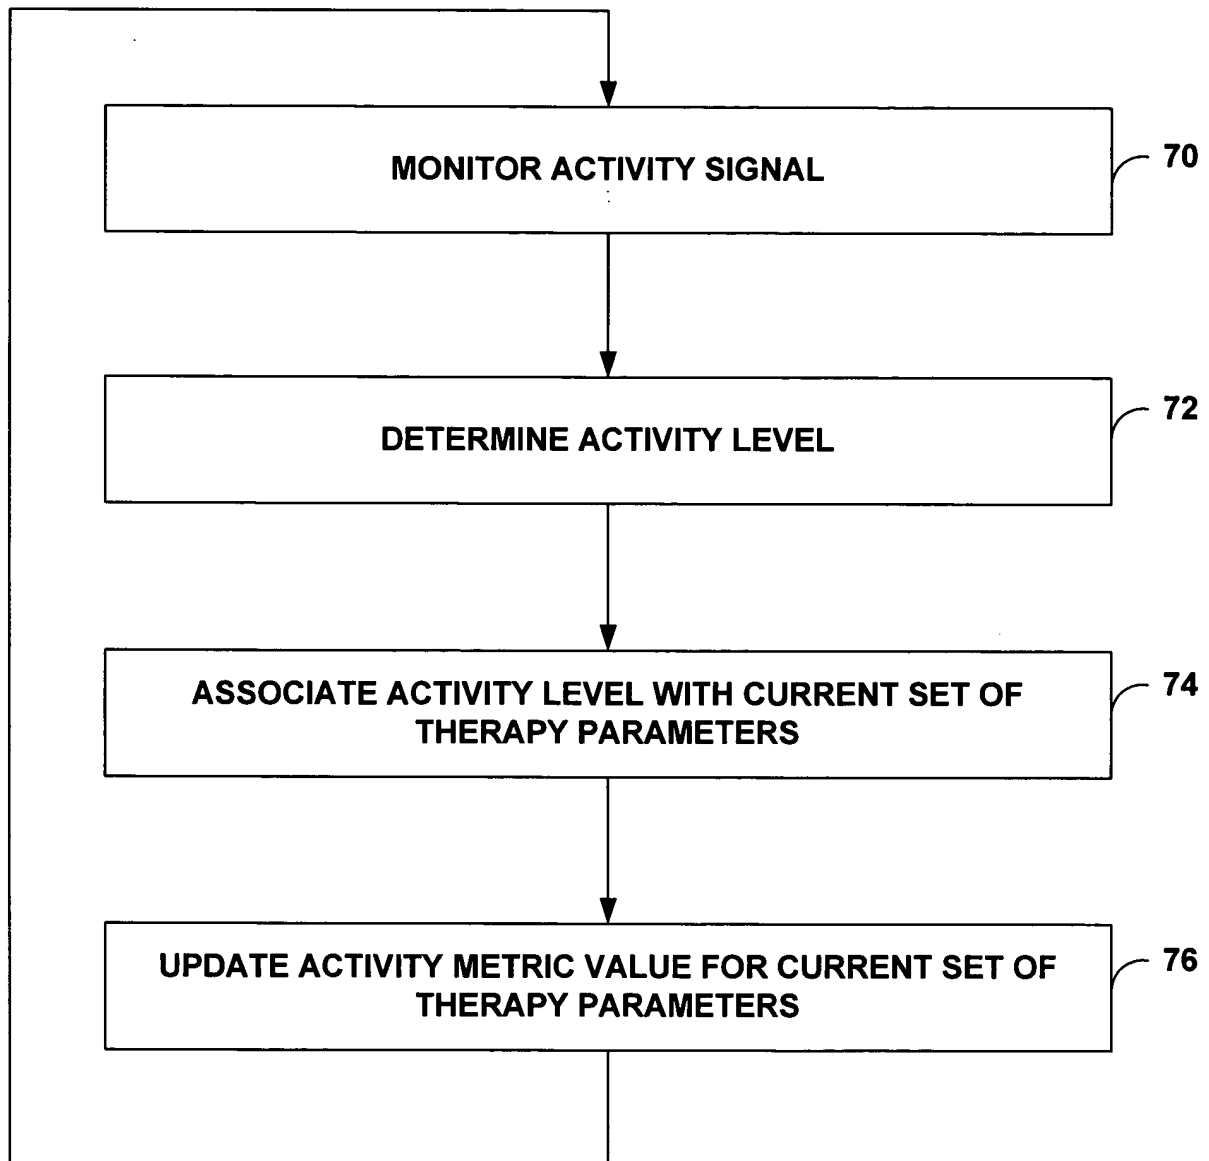 MONITOR ACTIVITY SIGNAL
70
DETERMINE ACTIVITY LEVEL
72
ASSOCIATE ACTIVITY LEVEL WITH CURRENT SET OF
THERAPY PARAMETERS
74
UPDATE ACTIVITY METRIC VALUE FOR CURRENT SET OF
THERAPY PARAMETERS
76